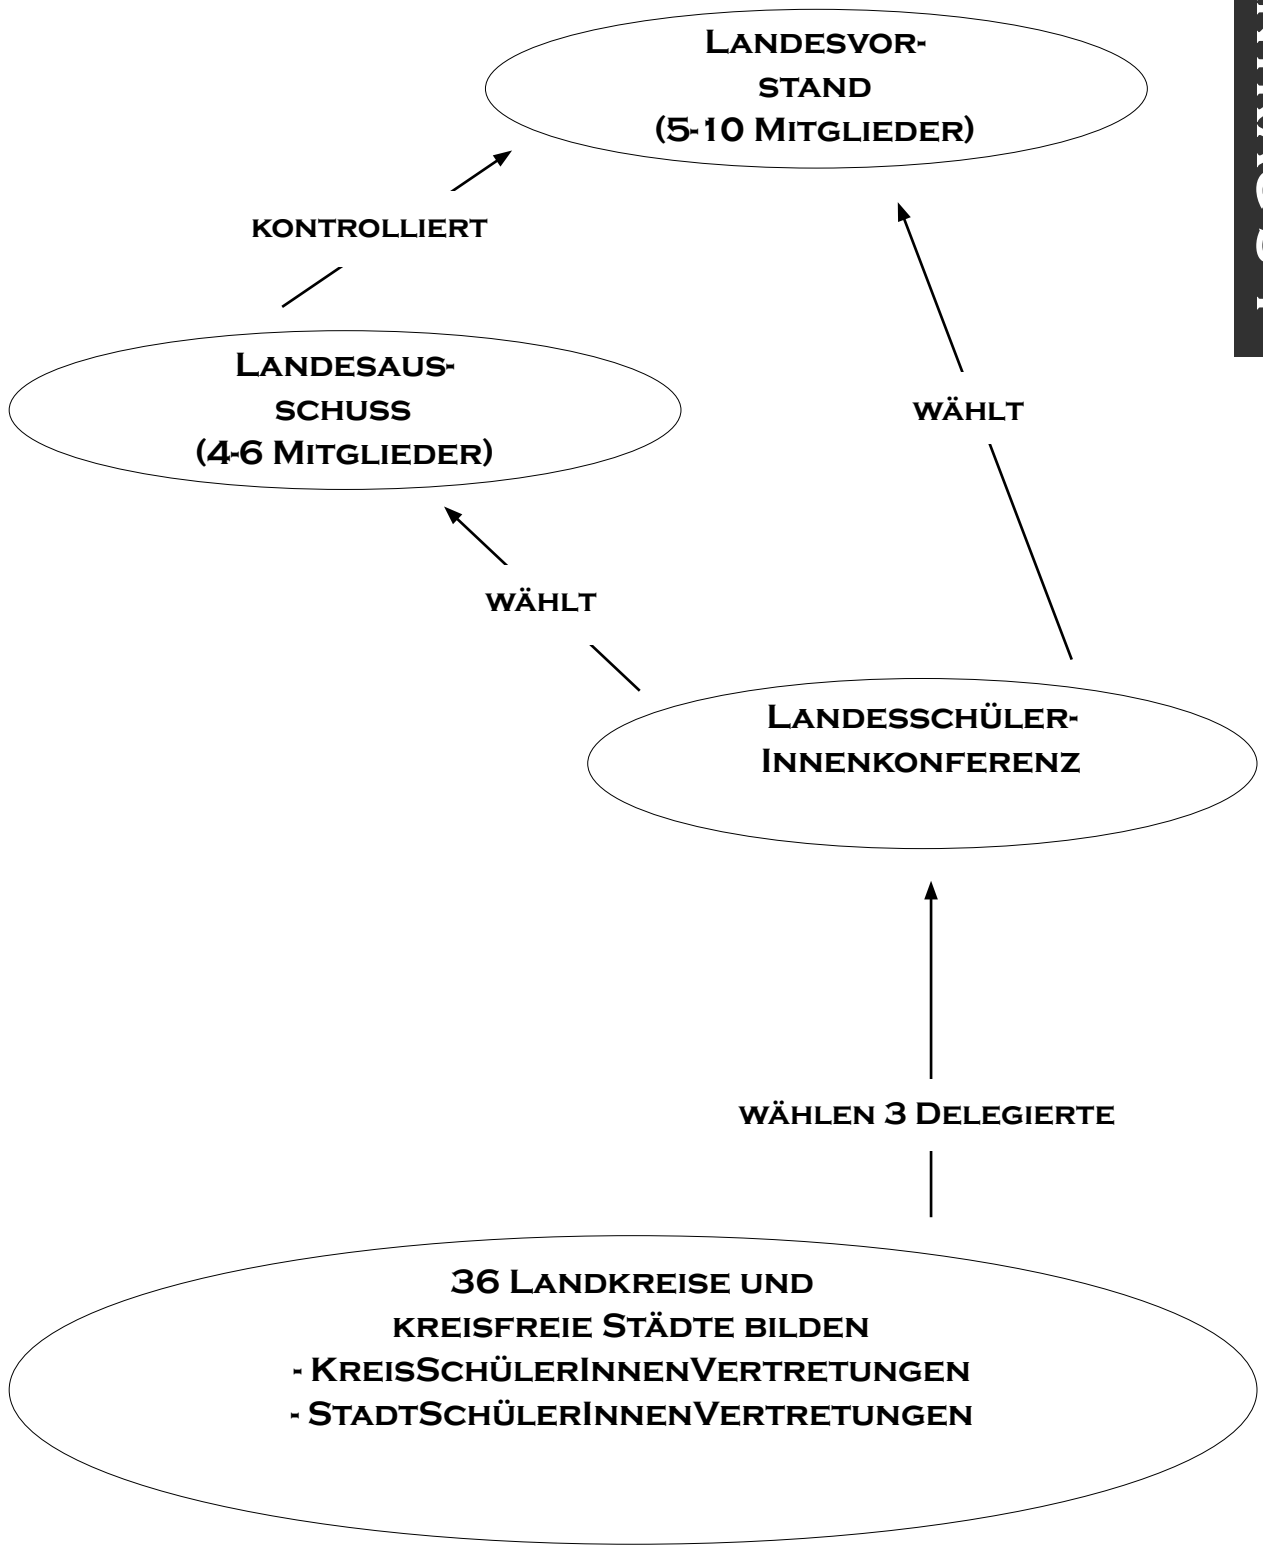 Landesvor-
stand
(5-10 Mitglieder)
kontrolliert
Landesaus-
schuss
(4-6 Mitglieder)
wählt
wählt
Landesschüler-
Innenkonferenz
wählen 3 Delegierte
36 Landkreise und
kreisfreie Städte bilden
- KreisSchülerInnenVertretungen
- StadtSchülerInnenVertretungen